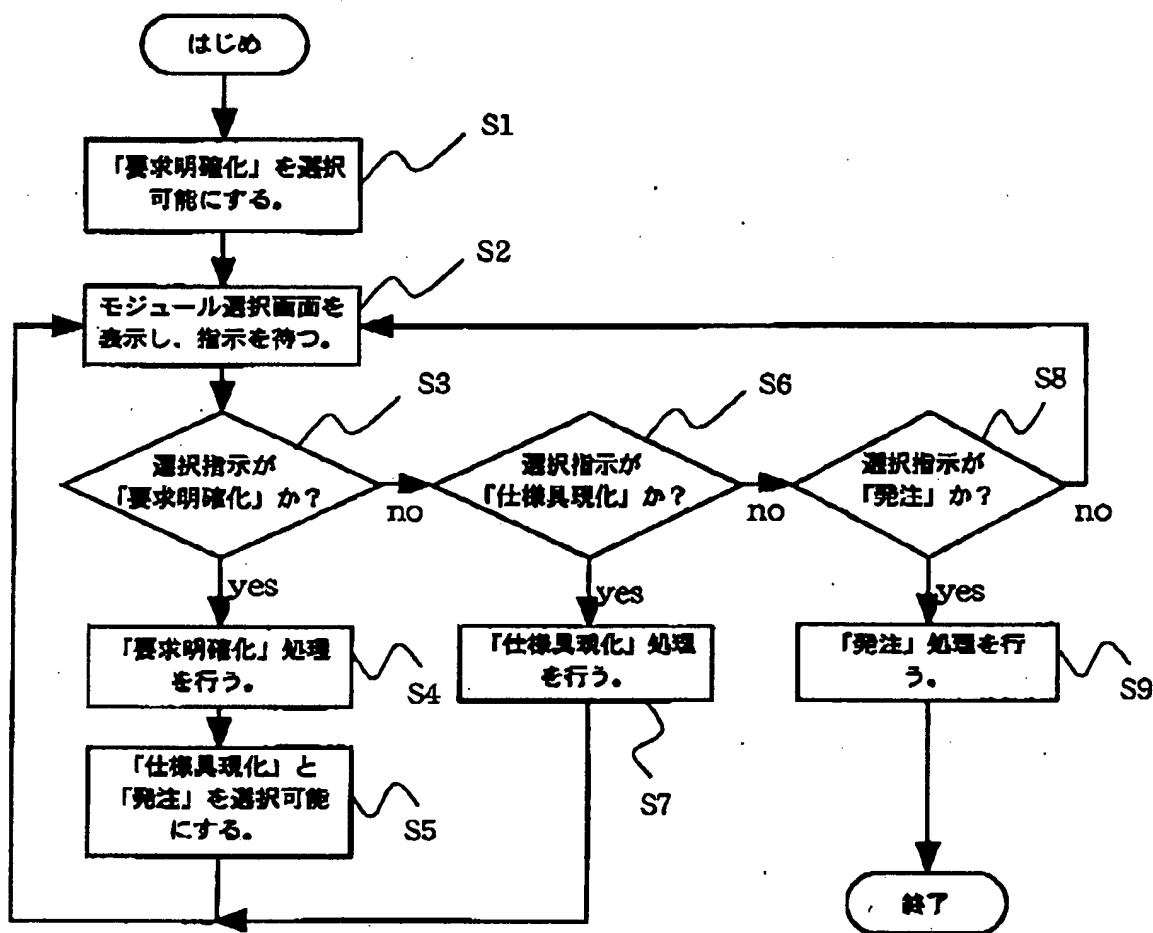 はじめ
S1
「要求明確化」を選択
可能にする。
S2
モジュール選択画面を
表示し、指示を待つ。
S3
S6
S8
選択指示が
「要求明確化」か?
no
選択指示が
「仕様具現化」か?
no
選択指示が
「発注」か?
no
yes
yes
yes
「要求明確化」処理
を行う。
S4
「仕様具現化」処理
を行う。
S7
「発注」処理を行
う。
S9
「仕様具現化」と
「発注」を選択可能
にする。
S5
終了